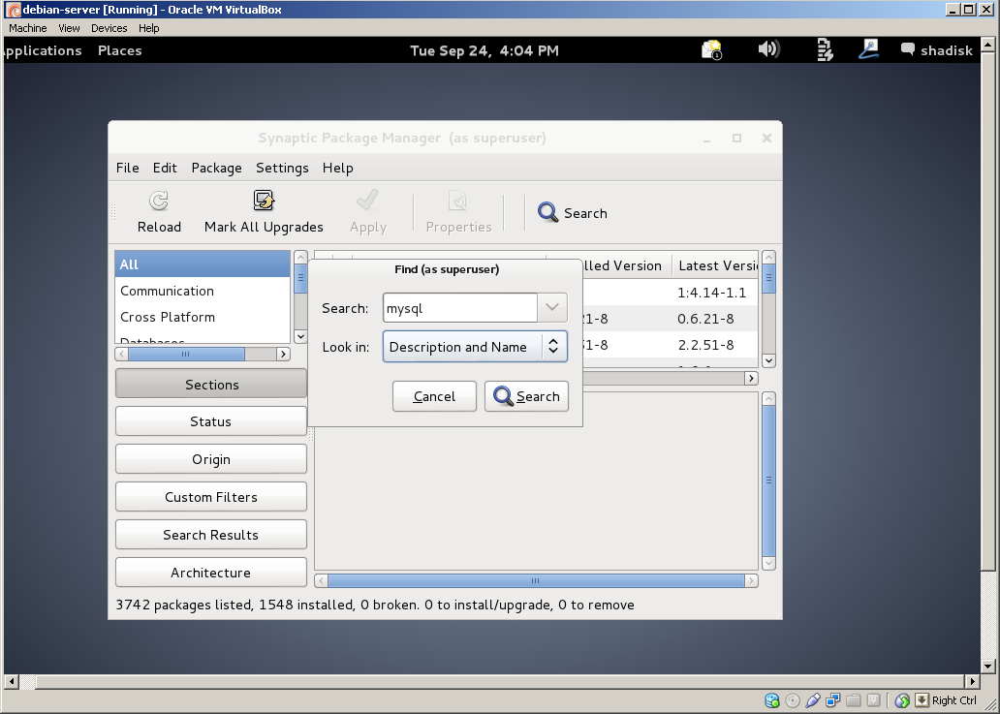 debian-server [Running] - Oracle VM VirtualBox
Machine View Devices Help
pplications Places Tue Sep 24, 4:04 PM 1 shadisk
Synaptic Package Manager (as superuser)
File Edit Package Settings Help
Reload Mark All Upgrades Apply Properties Search
All
Communication
Cross Platform
Databases
lled Version Latest Versi
1:4.14-1.1
21-8 0.6.21-8
51-8 2.2.51-8
Find (as superuser)
Search: mysql
Look in: Description and Name
Cancel Search
Sections
Status
Origin
Custom Filters
Search Results
Architecture
3742 packages listed, 1548 installed, 0 broken. 0 to install/upgrade, 0 to remove
Right Ctrl